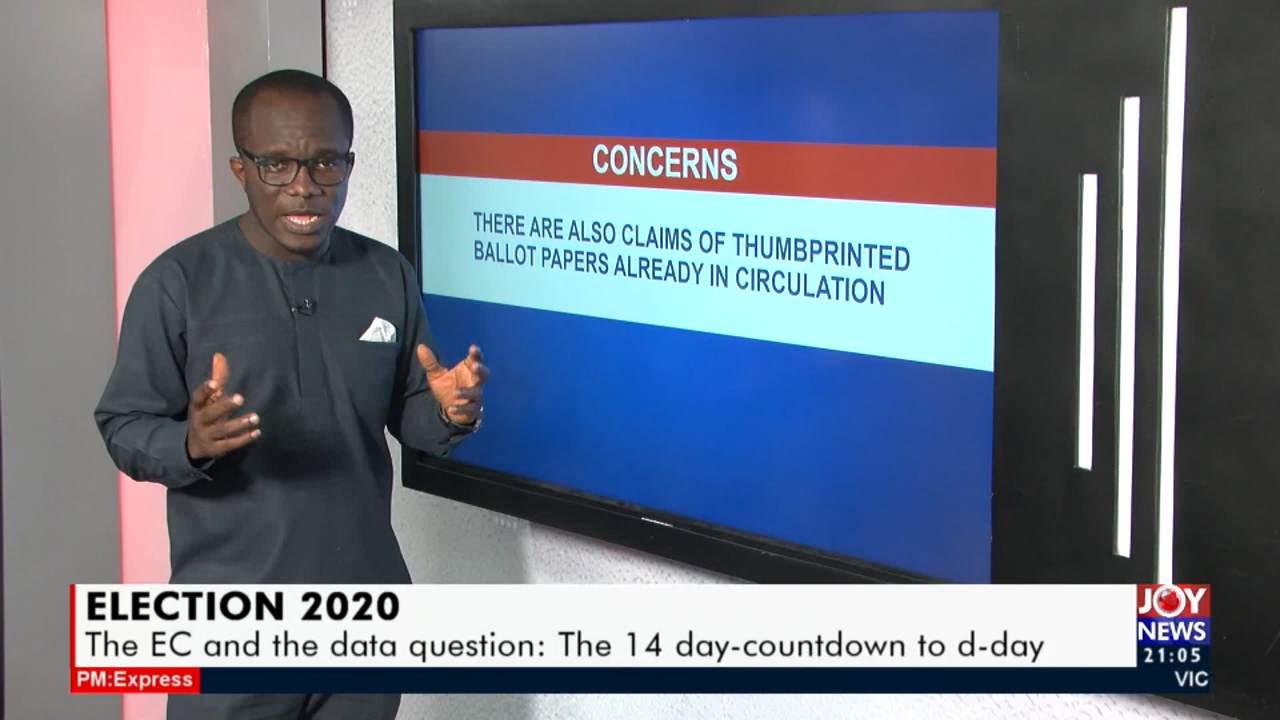 CONCERNS
THERE ARE ALSO CLAIMS OF THUMBPRINTED
BALLOT PAPERS ALREADY IN CIRCULATION
ELECTION 2020
The EC and the data question: The 14 day-countdown to d-day
PM:Express
JOY
NEWS
21:05
VIC